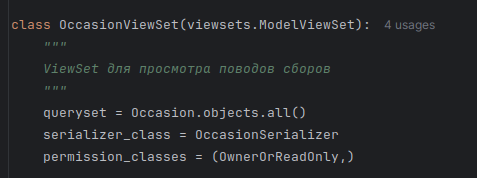 class OccasionViewSet(viewsets.ModelViewSet): 4 usages
"""
ViewSet для просмотра поводов сборов
"""
queryset = Occasion.objects.all()
serializer_class = OccasionSerializer
permission_classes = (OwnerOrReadOnly,)